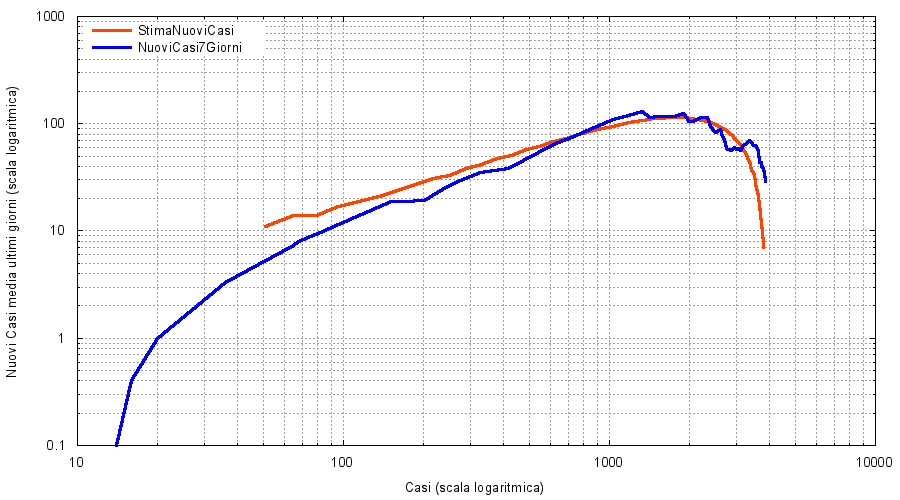 1000
100
10
1
0.1
StimaNuoviCasi
NuoviCasi7Giorni
Nuovi Casi media ultimi giorni (scala logaritmica)
10 100 1000 10000
Casi (scala logaritmica)